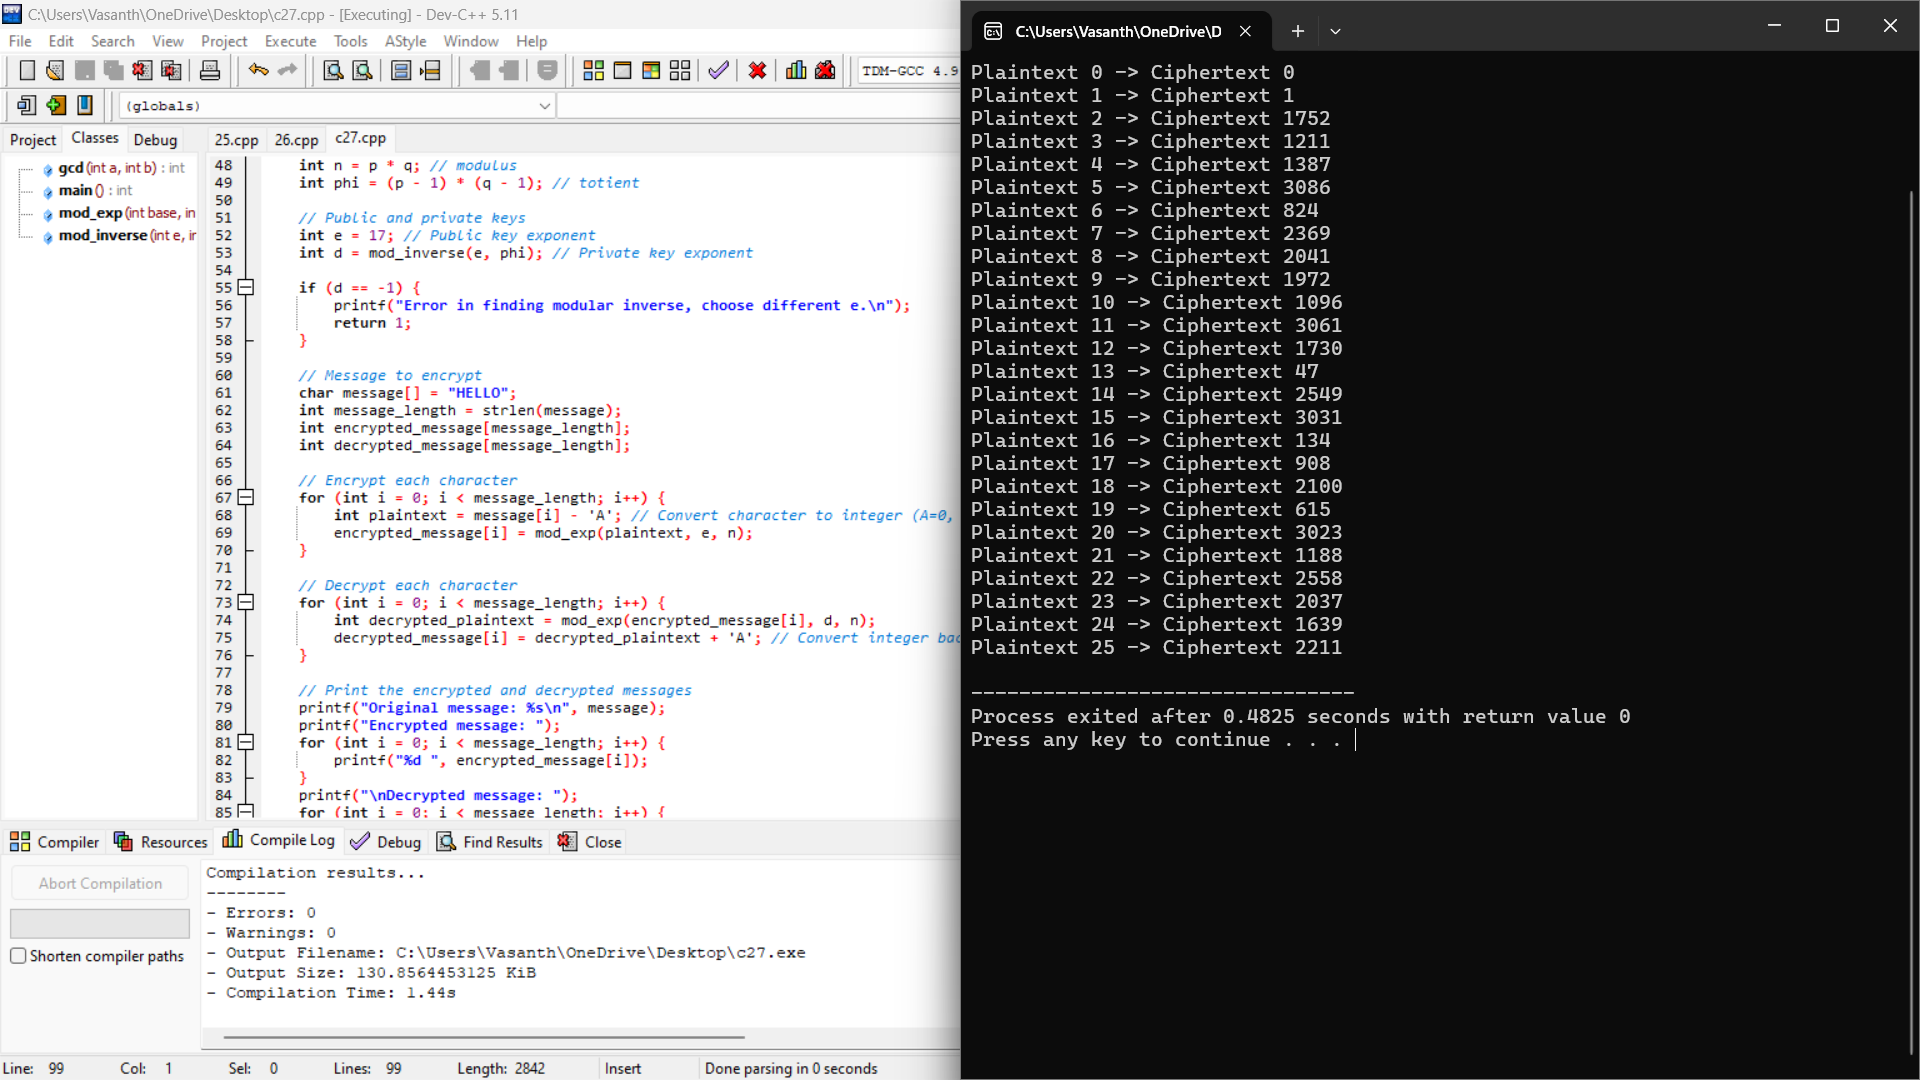 C:\Users\Vasanth\OneDrive\Desktop\c27.cpp - [Executing] - Dev-C++ 5.11
File Edit Search View Project Execute Tools AStyle Window Help
TDM-GCC 4.9
(globals)
Project Classes Debug
gcd (int a, int b) : int
main () : int
mod_exp (int base, in
mod_inverse (int e, ir
25.cpp 26.cpp c27.cpp
48 int n = p * q; // modulus
49 int phi = (p - 1) * (q - 1); // totient
50
51 // Public and private keys
52 int e = 17; // Public key exponent
53 int d = mod_inverse(e, phi); // Private key exponent
54
55 if (d == -1) {
56 printf("Error in finding modular inverse, choose different e.\n");
57 return 1;
58 }
59
60 // Message to encrypt
61 char message[] = "HELLO";
62 int message_length = strlen(message);
63 int encrypted_message[message_length];
64 int decrypted_message[message_length];
65
66 // Encrypt each character
67 for (int i = 0; i < message_length; i++) {
68 int plaintext = message[i] - 'A'; // Convert character to integer (A=0,
69 encrypted_message[i] = mod_exp(plaintext, e, n);
70 }
71
72 // Decrypt each character
73 for (int i = 0; i < message_length; i++) {
74 int decrypted_plaintext = mod_exp(encrypted_message[i], d, n);
75 decrypted_message[i] = decrypted_plaintext + 'A'; // Convert integer bac
76 }
77
78 // Print the encrypted and decrypted messages
79 printf("Original message: %s\n", message);
80 printf("Encrypted message: ");
81 for (int i = 0; i < message_length; i++) {
82 printf("%d ", encrypted_message[i]);
83 }
84 printf("\nDecrypted message: ");
85 for (int i = 0; i < message_length; i++) {
Compiler Resources Compile Log Debug Find Results Close
Abort Compilation
Shorten compiler paths
Compilation results...
--------
- Errors: 0
- Warnings: 0
- Output Filename: C:\Users\Vasanth\OneDrive\Desktop\c27.exe
- Output Size: 130.8564453125 KiB
- Compilation Time: 1.44s
Line: 99 Col: 1 Sel: 0 Lines: 99 Length: 2842 Insert Done parsing in 0 seconds
C:\Users\Vasanth\OneDrive\D
Plaintext 0 -> Ciphertext 0
Plaintext 1 -> Ciphertext 1
Plaintext 2 -> Ciphertext 1752
Plaintext 3 -> Ciphertext 1211
Plaintext 4 -> Ciphertext 1387
Plaintext 5 -> Ciphertext 3086
Plaintext 6 -> Ciphertext 824
Plaintext 7 -> Ciphertext 2369
Plaintext 8 -> Ciphertext 2041
Plaintext 9 -> Ciphertext 1972
Plaintext 10 -> Ciphertext 1096
Plaintext 11 -> Ciphertext 3061
Plaintext 12 -> Ciphertext 1730
Plaintext 13 -> Ciphertext 47
Plaintext 14 -> Ciphertext 2549
Plaintext 15 -> Ciphertext 3031
Plaintext 16 -> Ciphertext 134
Plaintext 17 -> Ciphertext 908
Plaintext 18 -> Ciphertext 2100
Plaintext 19 -> Ciphertext 615
Plaintext 20 -> Ciphertext 3023
Plaintext 21 -> Ciphertext 1188
Plaintext 22 -> Ciphertext 2558
Plaintext 23 -> Ciphertext 2037
Plaintext 24 -> Ciphertext 1639
Plaintext 25 -> Ciphertext 2211
--------------------------------
Process exited after 0.4825 seconds with return value 0
Press any key to continue . . .